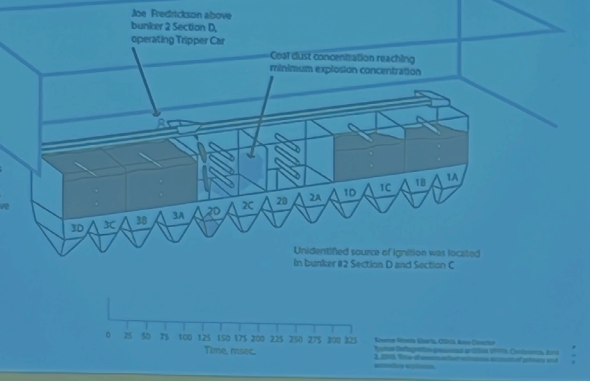 Joe Fredrickson above
bunker 2 Section D,
operating Tripper Car
Coal dust concentration reaching
minimum explosion concentration
3D 3C 3B 3A 2D 2C 2B 2A 1D 1C 1B 1A
Unidentified source of ignition was located
in bunker #2 Section D and Section C
0 25 50 75 100 125 150 175 200 225 250 275 300 325
Time, msec.